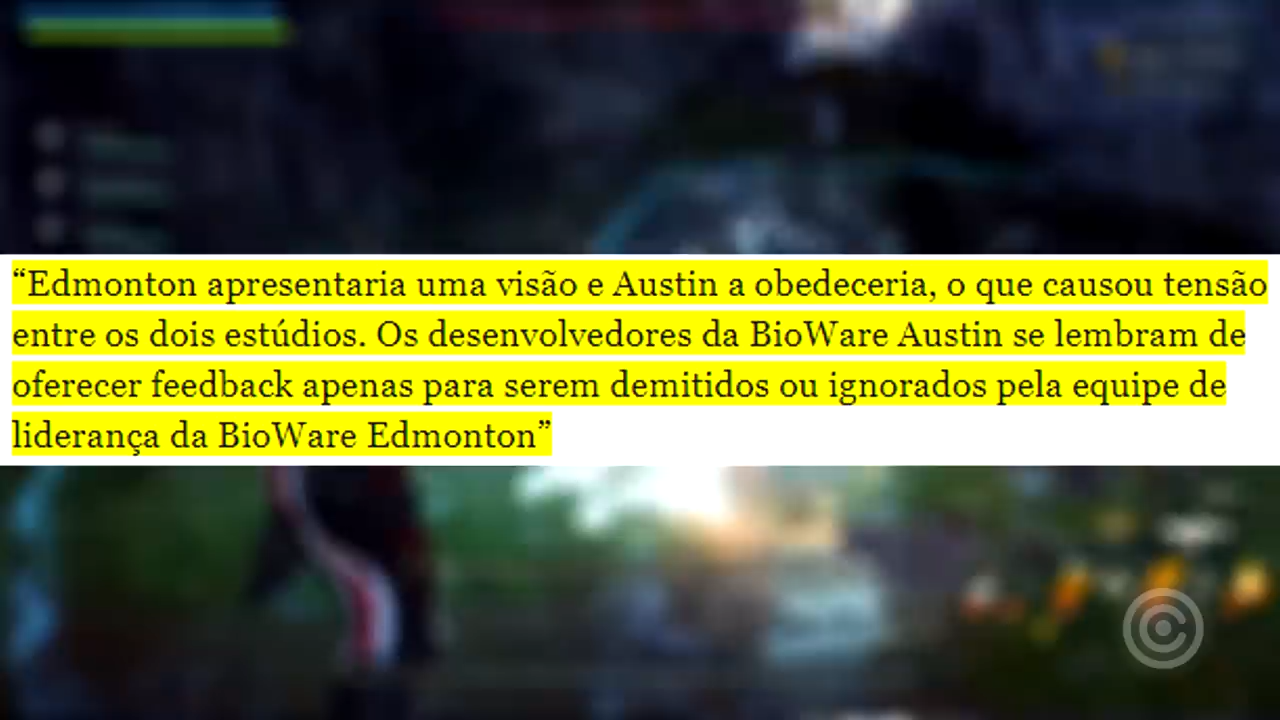 “Edmonton apresentaria uma visão e Austin a obedeceria, o que causou tensão
entre os dois estúdios. Os desenvolvedores da BioWare Austin se lembram de
oferecer feedback apenas para serem demitidos ou ignorados pela equipe de
liderança da BioWare Edmonton”